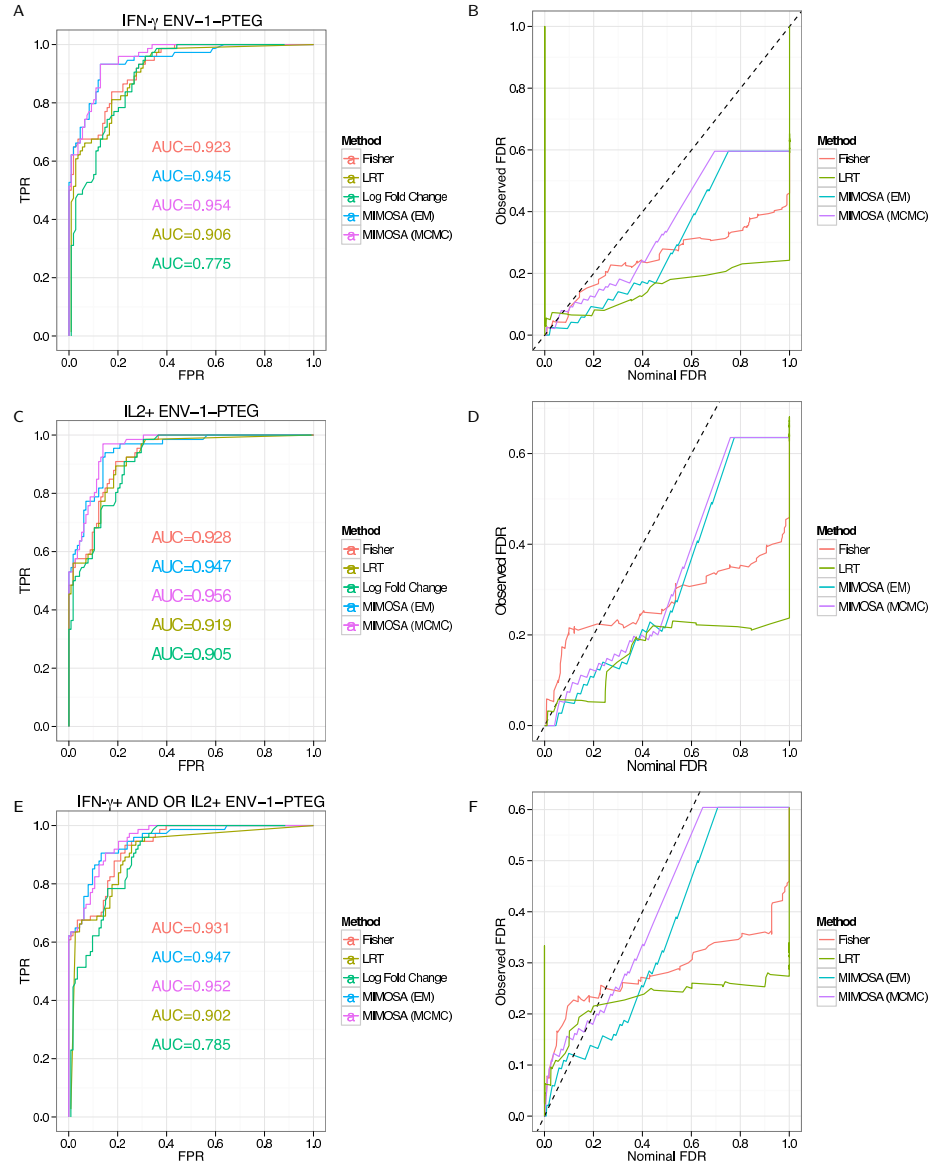 A
IFN-γ ENV−1−PTEG
1.0
0.8
0.6
0.4
0.2
0.0
TPR
AUC=0.923
AUC=0.945
AUC=0.954
AUC=0.906
AUC=0.775
0.0 0.2 0.4 0.6 0.8 1.0
FPR
Method
a Fisher
a LRT
a Log Fold Change
a MIMOSA (EM)
a MIMOSA (MCMC)
B
1.0
0.8
0.6
0.4
0.2
0.0
Observed FDR
0.0 0.2 0.4 0.6 0.8 1.0
Nominal FDR
Method
Fisher
LRT
MIMOSA (EM)
MIMOSA (MCMC)
C
IL2+ ENV−1−PTEG
1.0
0.8
0.6
0.4
0.2
0.0
TPR
AUC=0.928
AUC=0.947
AUC=0.956
AUC=0.919
AUC=0.905
0.0 0.2 0.4 0.6 0.8 1.0
FPR
Method
a Fisher
a LRT
a Log Fold Change
a MIMOSA (EM)
a MIMOSA (MCMC)
D
0.6
0.4
0.2
0.0
Observed FDR
0.0 0.2 0.4 0.6 0.8 1.0
Nominal FDR
Method
Fisher
LRT
MIMOSA (EM)
MIMOSA (MCMC)
E
IFN-γ+ AND OR IL2+ ENV−1−PTEG
1.0
0.8
0.6
0.4
0.2
0.0
TPR
AUC=0.931
AUC=0.947
AUC=0.952
AUC=0.902
AUC=0.785
0.0 0.2 0.4 0.6 0.8 1.0
FPR
Method
a Fisher
a LRT
a Log Fold Change
a MIMOSA (EM)
a MIMOSA (MCMC)
F
0.6
0.5
0.4
0.3
0.2
0.1
0.0
Observed FDR
0.0 0.2 0.4 0.6 0.8 1.0
Nominal FDR
Method
Fisher
LRT
MIMOSA (EM)
MIMOSA (MCMC)